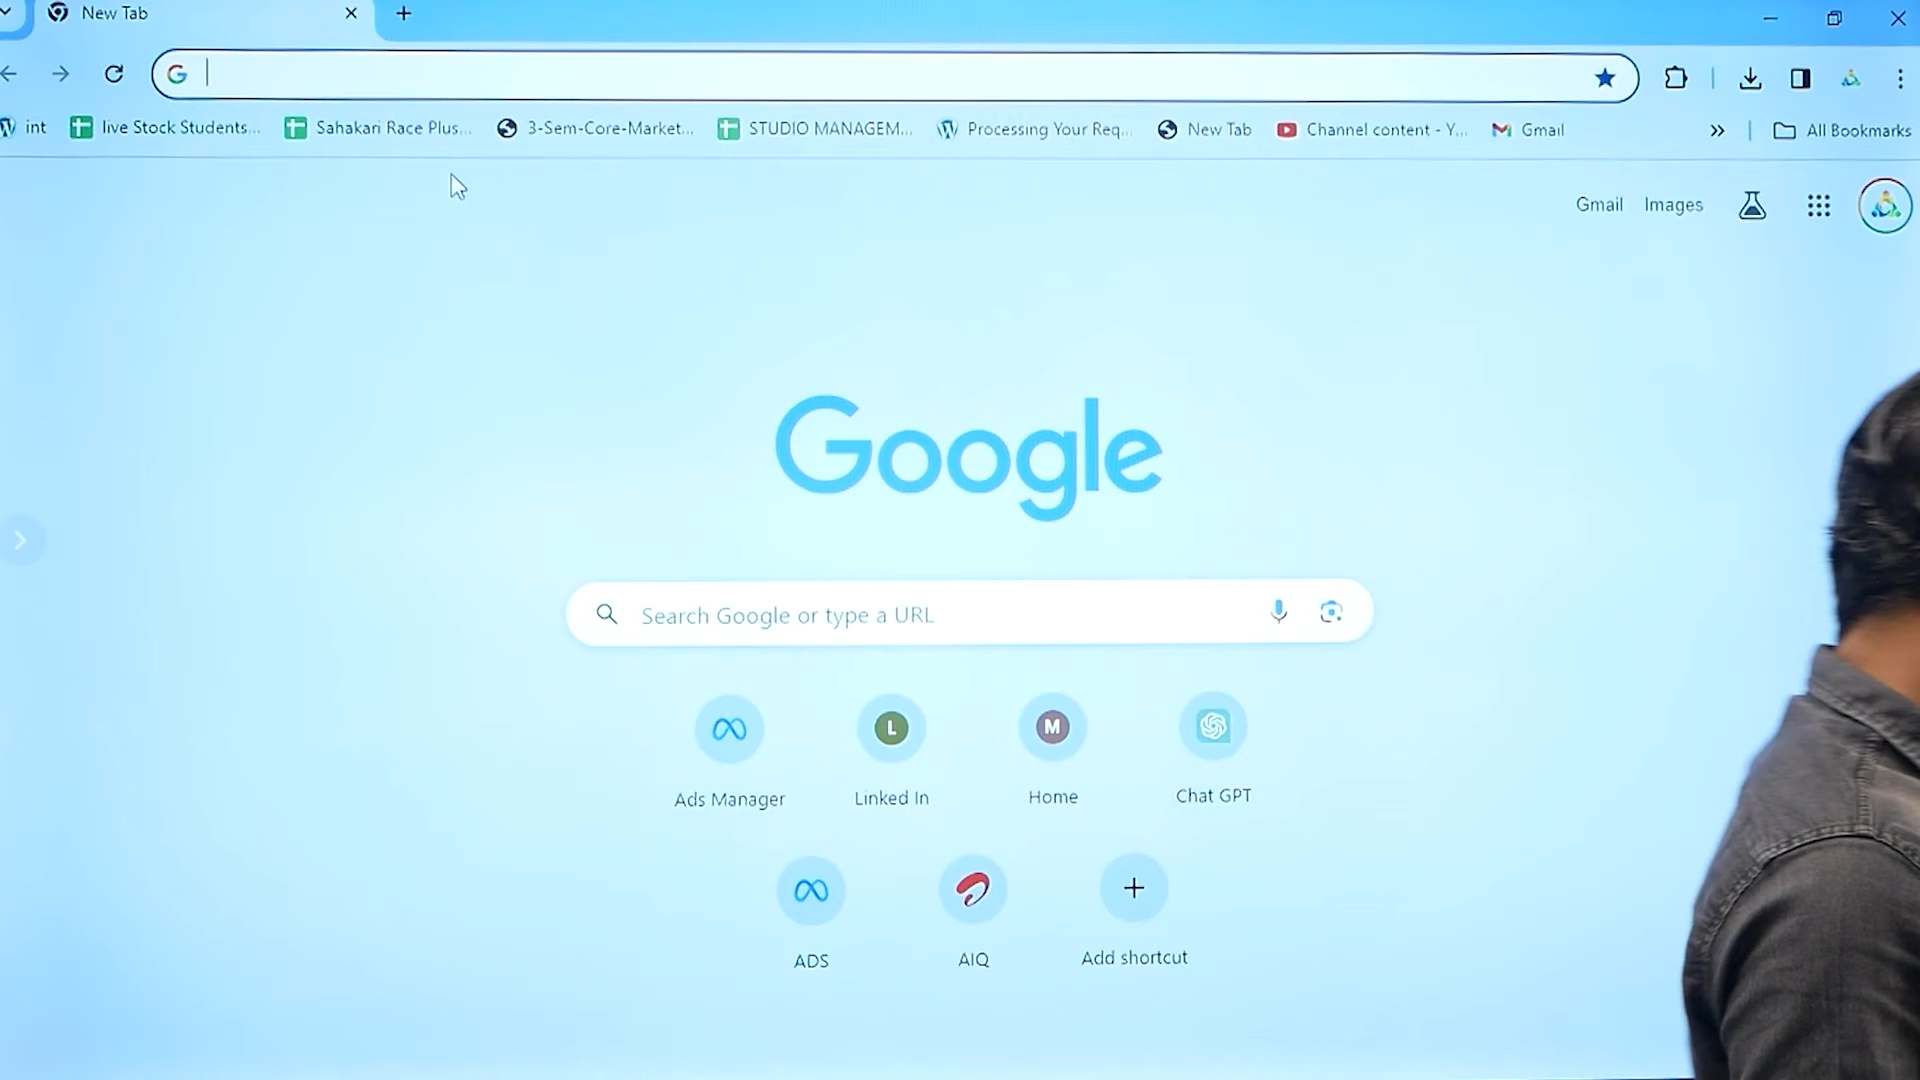 New Tab
int live Stock Students... Sahakari Race Plus... 3-Sem-Core-Market... STUDIO MANAGEM... Processing Your Req... New Tab Channel content - Y... Gmail All Bookmarks
Gmail Images
Google
Search Google or type a URL
L M
Ads Manager Linked In Home Chat GPT
ADS AIQ Add shortcut